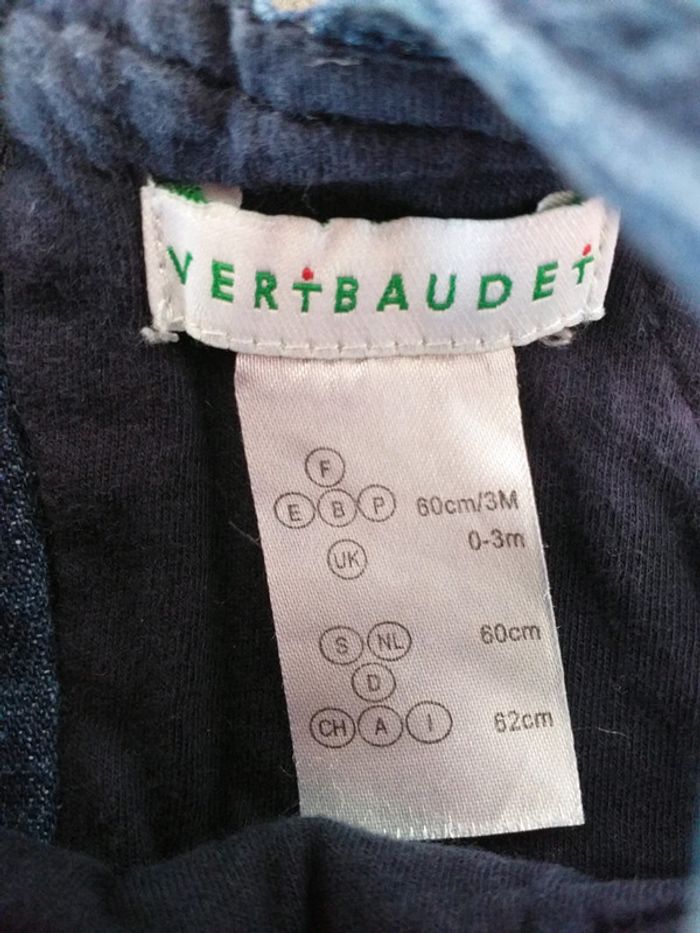 VERTBAUDET
F
E B P 60cm/3M
UK 0-3m
S NL 60cm
D
CH A I 62cm